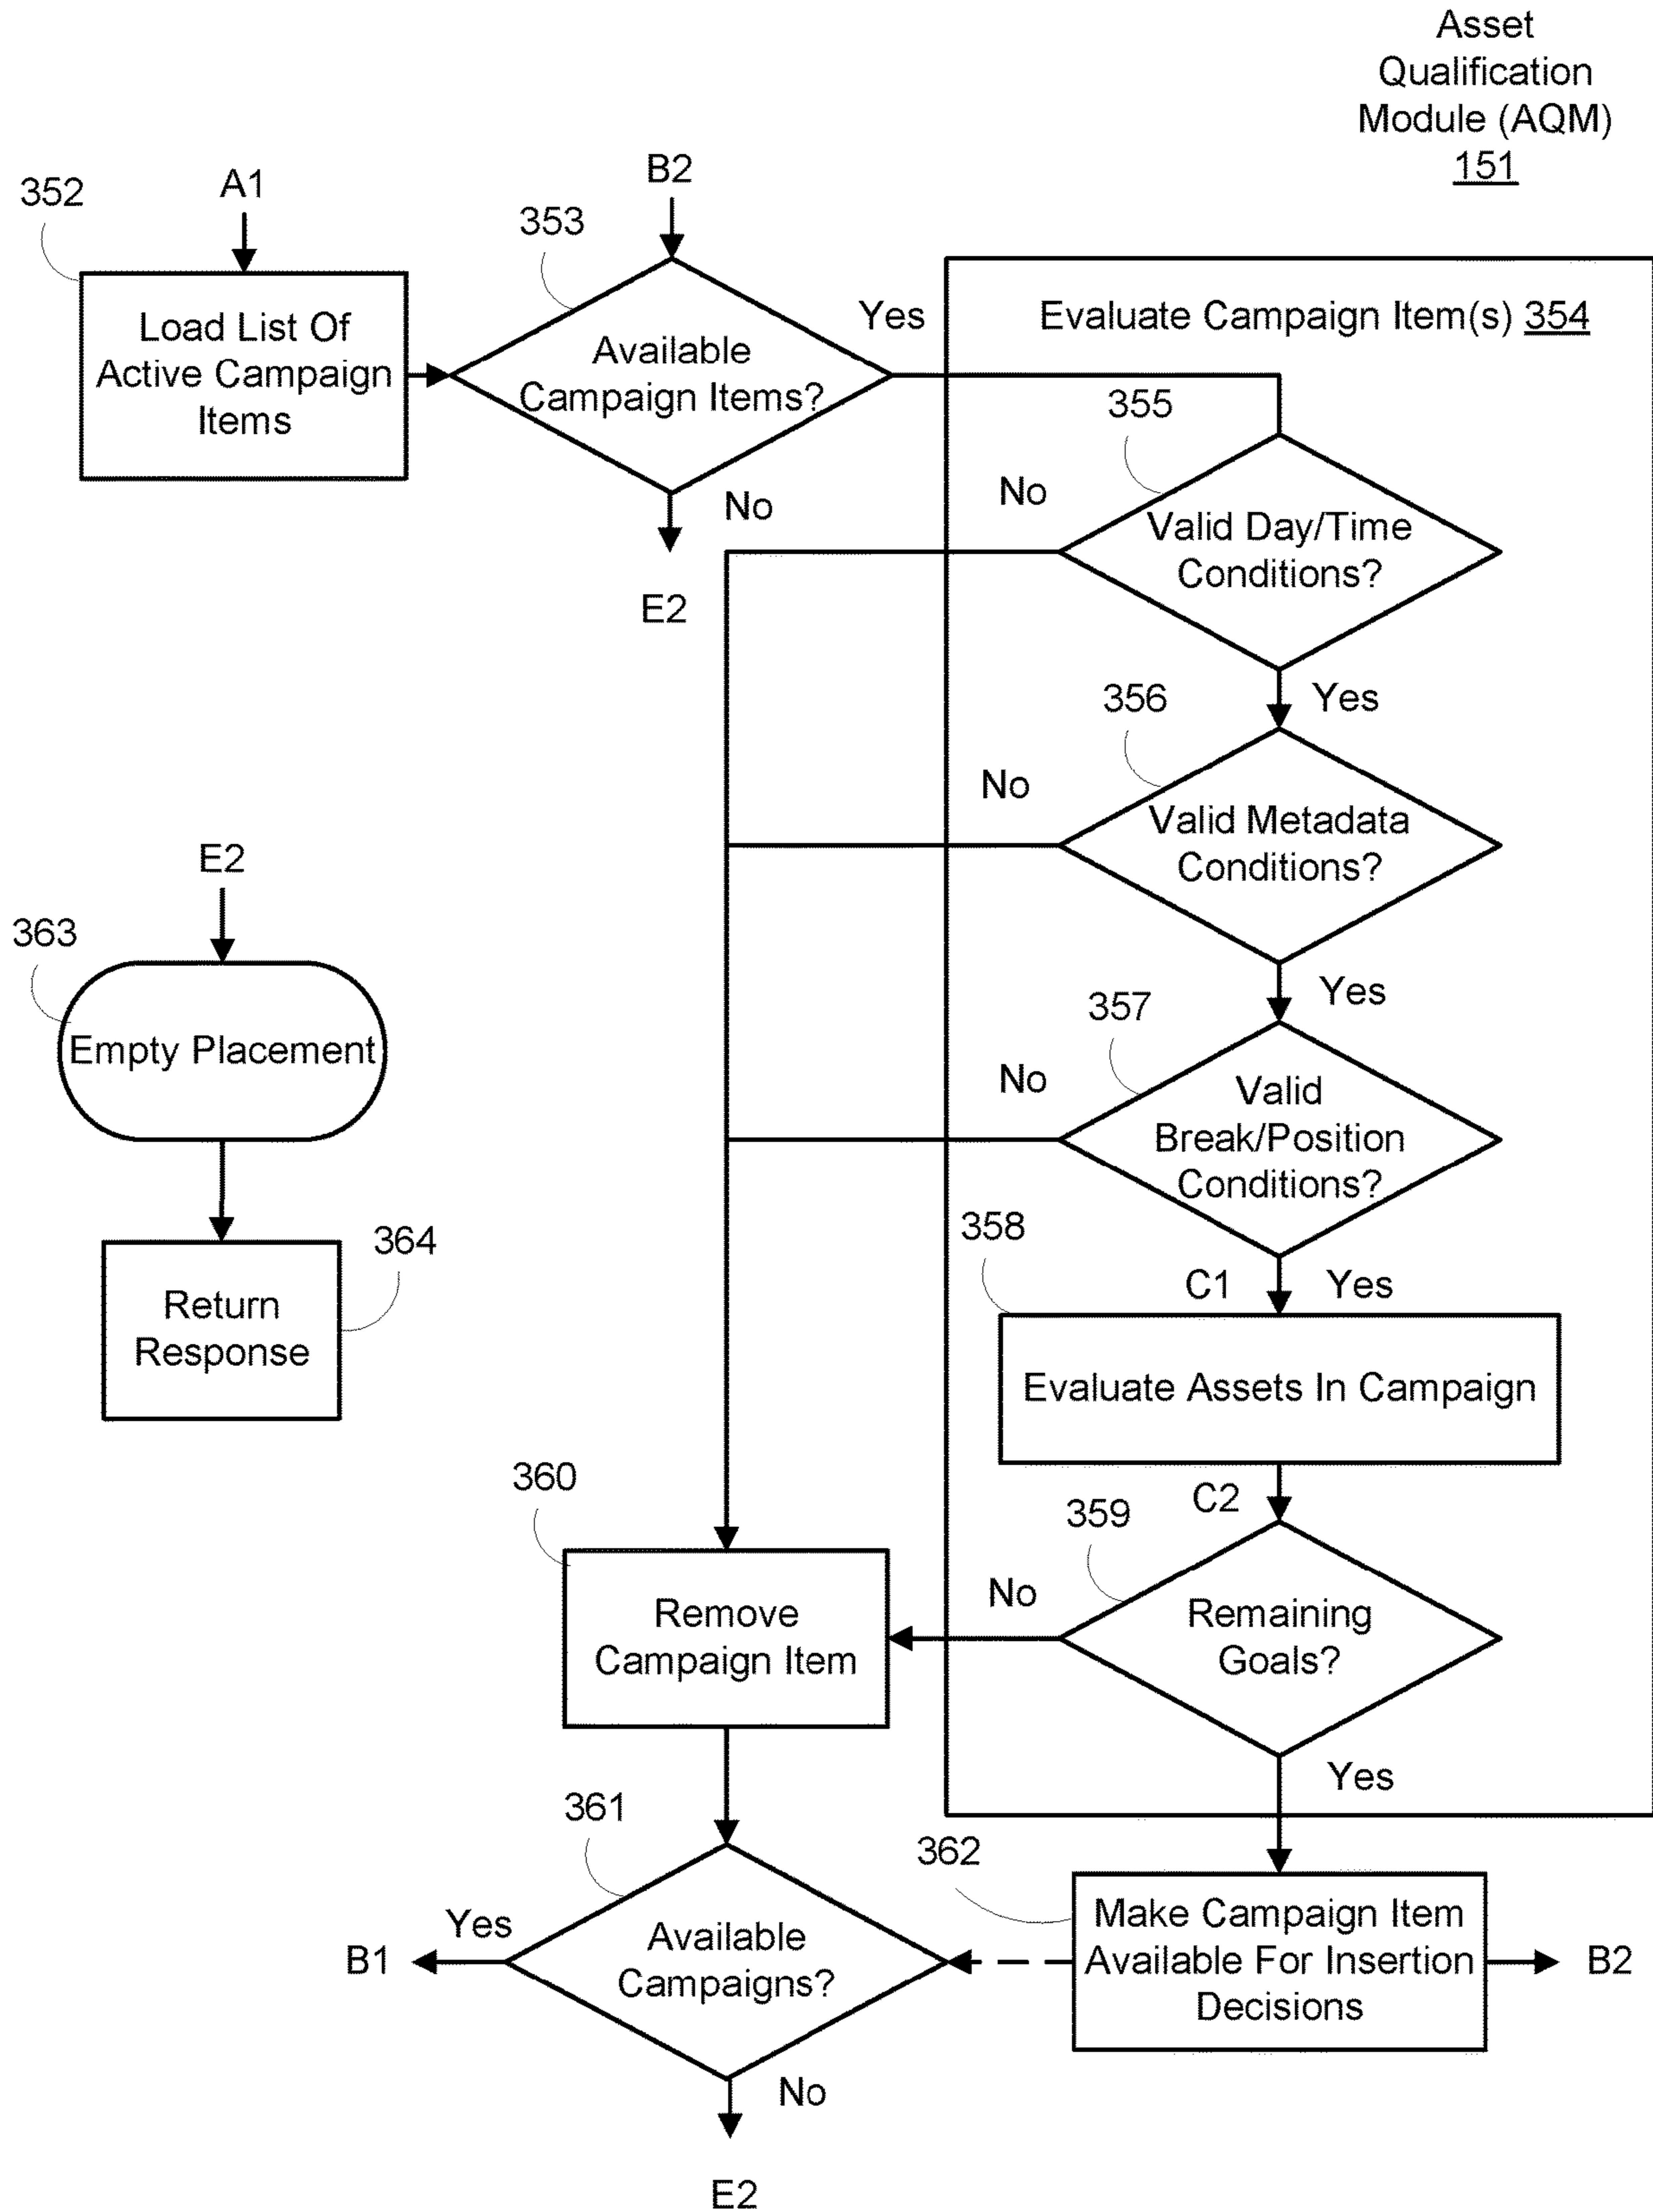 Asset
Qualification
Module (AQM)
151
352
A1
B2
353
Load List Of
Active Campaign
Items
Available
Campaign Items?
Yes
No
E2
Evaluate Campaign Item(s) 354
355
No
Valid Day/Time
Conditions?
Yes
356
No
Valid Metadata
Conditions?
Yes
357
No
Valid
Break/Position
Conditions?
358
C1
Yes
Evaluate Assets In Campaign
C2
359
No
Remaining
Goals?
Yes
E2
363
Empty Placement
364
Return
Response
360
Remove
Campaign Item
361
Yes
B1
Available
Campaigns?
No
E2
362
Make Campaign Item
Available For Insertion
Decisions
B2